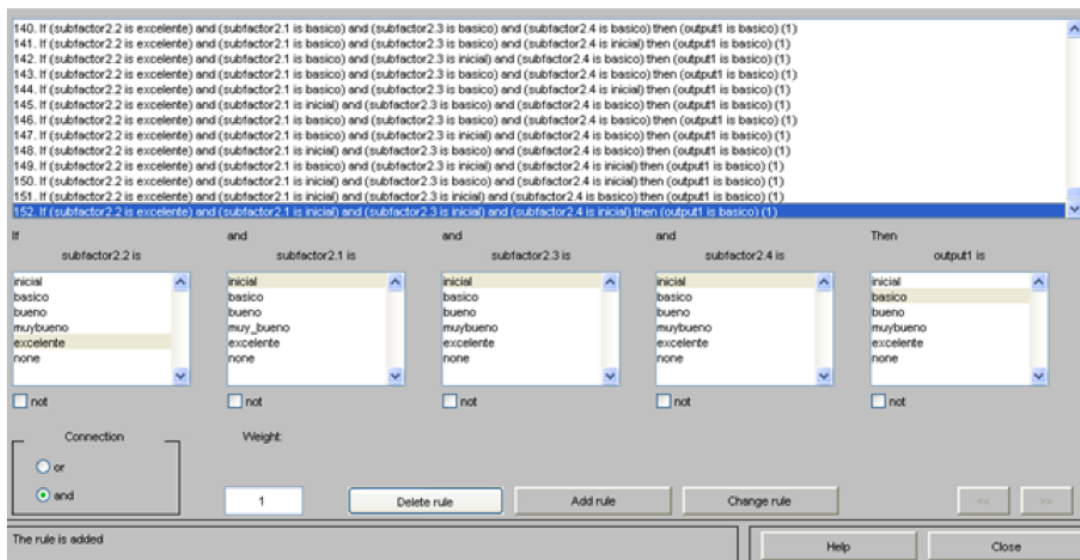 140. If (subfactor2.2 is excelente) and (subfactor2.1 is basico) and (subfactor2.3 is basico) and (subfactor2.4 is basico) then (output1 is basico) (1)
141. If (subfactor2.2 is excelente) and (subfactor2.1 is basico) and (subfactor2.3 is basico) and (subfactor2.4 is inicial) then (output1 is basico) (1)
142. If (subfactor2.2 is excelente) and (subfactor2.1 is basico) and (subfactor2.3 is inicial) and (subfactor2.4 is basico) then (output1 is basico) (1)
143. If (subfactor2.2 is excelente) and (subfactor2.1 is basico) and (subfactor2.3 is basico) and (subfactor2.4 is basico) then (output1 is basico) (1)
144. If (subfactor2.2 is excelente) and (subfactor2.1 is basico) and (subfactor2.3 is basico) and (subfactor2.4 is inicial) then (output1 is basico) (1)
145. If (subfactor2.2 is excelente) and (subfactor2.1 is inicial) and (subfactor2.3 is basico) and (subfactor2.4 is basico) then (output1 is basico) (1)
146. If (subfactor2.2 is excelente) and (subfactor2.1 is basico) and (subfactor2.3 is basico) and (subfactor2.4 is basico) then (output1 is basico) (1)
147. If (subfactor2.2 is excelente) and (subfactor2.1 is basico) and (subfactor2.3 is inicial) and (subfactor2.4 is basico) then (output1 is basico) (1)
148. If (subfactor2.2 is excelente) and (subfactor2.1 is inicial) and (subfactor2.3 is basico) and (subfactor2.4 is basico) then (output1 is basico) (1)
149. If (subfactor2.2 is excelente) and (subfactor2.1 is basico) and (subfactor2.3 is inicial) and (subfactor2.4 is inicial) then (output1 is basico) (1)
150. If (subfactor2.2 is excelente) and (subfactor2.1 is inicial) and (subfactor2.3 is basico) and (subfactor2.4 is inicial) then (output1 is basico) (1)
151. If (subfactor2.2 is excelente) and (subfactor2.1 is inicial) and (subfactor2.3 is inicial) and (subfactor2.4 is basico) then (output1 is basico) (1)
152. If (subfactor2.2 is excelente) and (subfactor2.1 is inicial) and (subfactor2.3 is inicial) and (subfactor2.4 is inicial) then (output1 is basico) (1)
If
subfactor2.2 is
inicial
basico
bueno
muybueno
excelente
none
not
and
subfactor2.1 is
inicial
basico
bueno
muy_bueno
excelente
none
not
and
subfactor2.3 is
inicial
basico
bueno
muybueno
excelente
none
not
and
subfactor2.4 is
inicial
basico
bueno
muybueno
excelente
none
not
Then
output1 is
inicial
basico
bueno
muybueno
excelente
none
not
Connection
or
and
Weight:
1
Delete rule
Add rule
Change rule
<<
>>
The rule is added
Help
Close